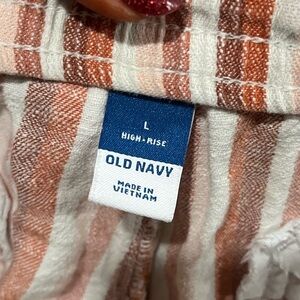 L
HIGH-RISE
OLD NAVY
MADE IN
VIETNAM